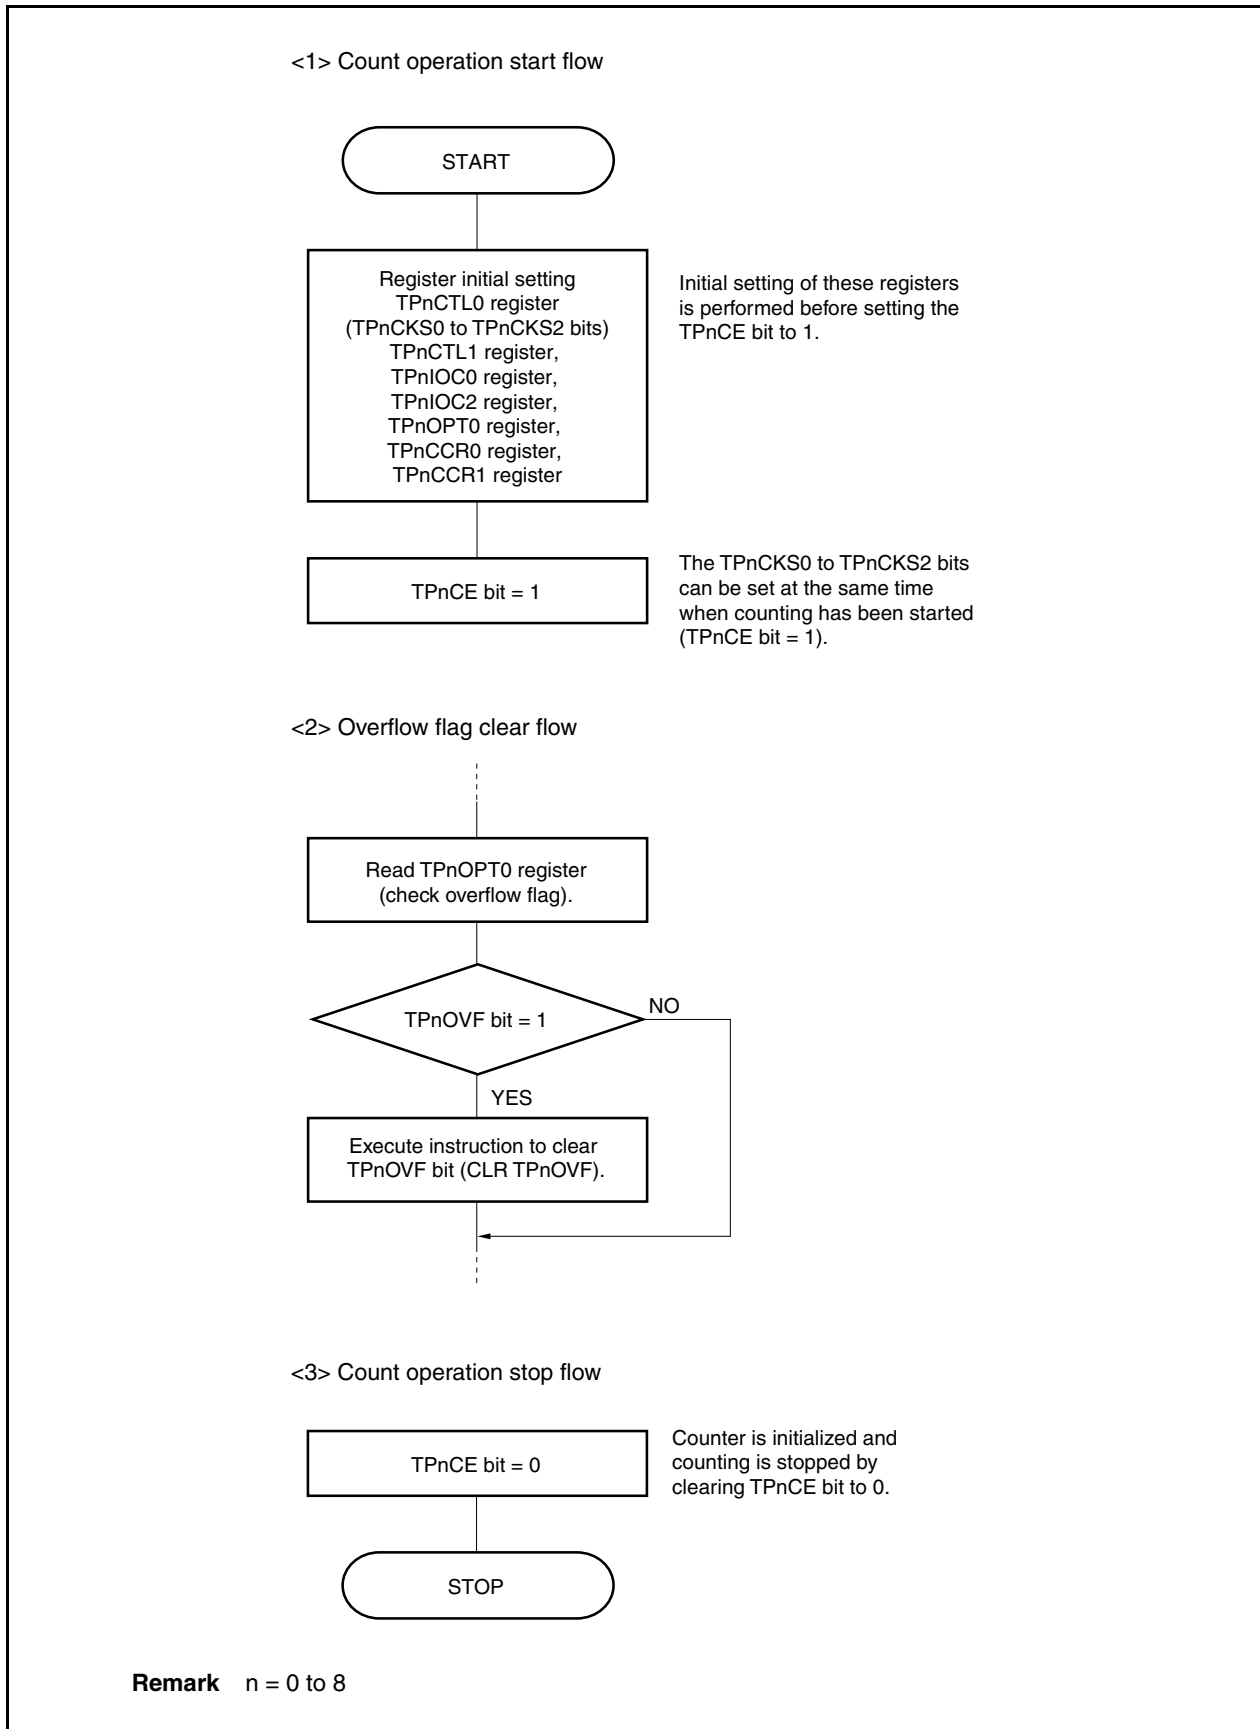 <1> Count operation start flow
START
Register initial setting
TPnCTL0 register
(TPnCKS0 to TPnCKS2 bits)
TPnCTL1 register,
TPnIOC0 register,
TPnIOC2 register,
TPnOPT0 register,
TPnCCR0 register,
TPnCCR1 register
Initial setting of these registers
is performed before setting the
TPnCE bit to 1.
TPnCE bit = 1
The TPnCKS0 to TPnCKS2 bits
can be set at the same time
when counting has been started
(TPnCE bit = 1).
<2> Overflow flag clear flow
Read TPnOPT0 register
(check overflow flag).
TPnOVF bit = 1
NO
YES
Execute instruction to clear
TPnOVF bit (CLR TPnOVF).
<3> Count operation stop flow
TPnCE bit = 0
Counter is initialized and
counting is stopped by
clearing TPnCE bit to 0.
STOP
Remark n = 0 to 8